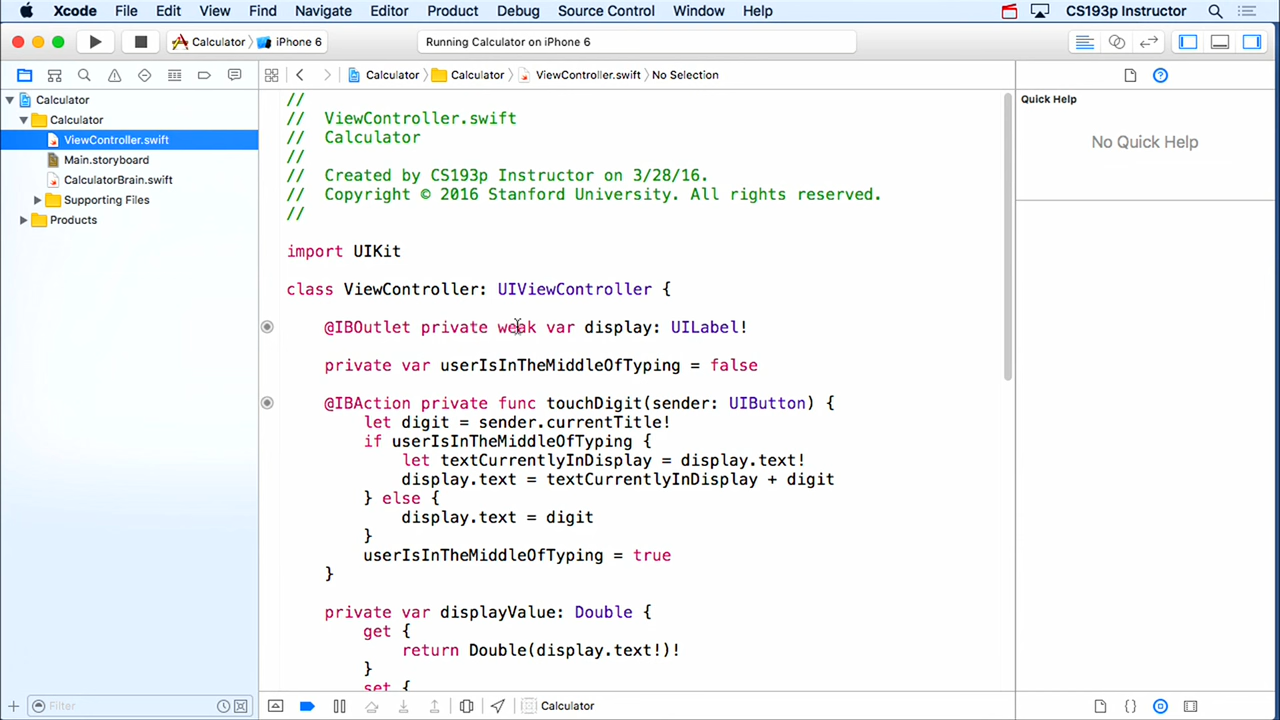 Xcode File Edit View Find Navigate Editor Product Debug Source Control Window Help CS193p Instructor
Calculator iPhone 6 Running Calculator on iPhone 6
Calculator Calculator ViewController.swift No Selection
Calculator
Calculator
ViewController.swift
Main.storyboard
CalculatorBrain.swift
Supporting Files
Products
Filter
//
// ViewController.swift
// Calculator
//
// Created by CS193p Instructor on 3/28/16.
// Copyright © 2016 Stanford University. All rights reserved.
//
import UIKit
class ViewController: UIViewController {
@IBOutlet private weak var display: UILabel!
private var userIsInTheMiddleOfTyping = false
@IBAction private func touchDigit(sender: UIButton) {
let digit = sender.currentTitle!
if userIsInTheMiddleOfTyping {
let textCurrentlyInDisplay = display.text!
display.text = textCurrentlyInDisplay + digit
} else {
display.text = digit
}
userIsInTheMiddleOfTyping = true
}
private var displayValue: Double {
get {
return Double(display.text!)!
}
set {
Calculator
Quick Help
No Quick Help